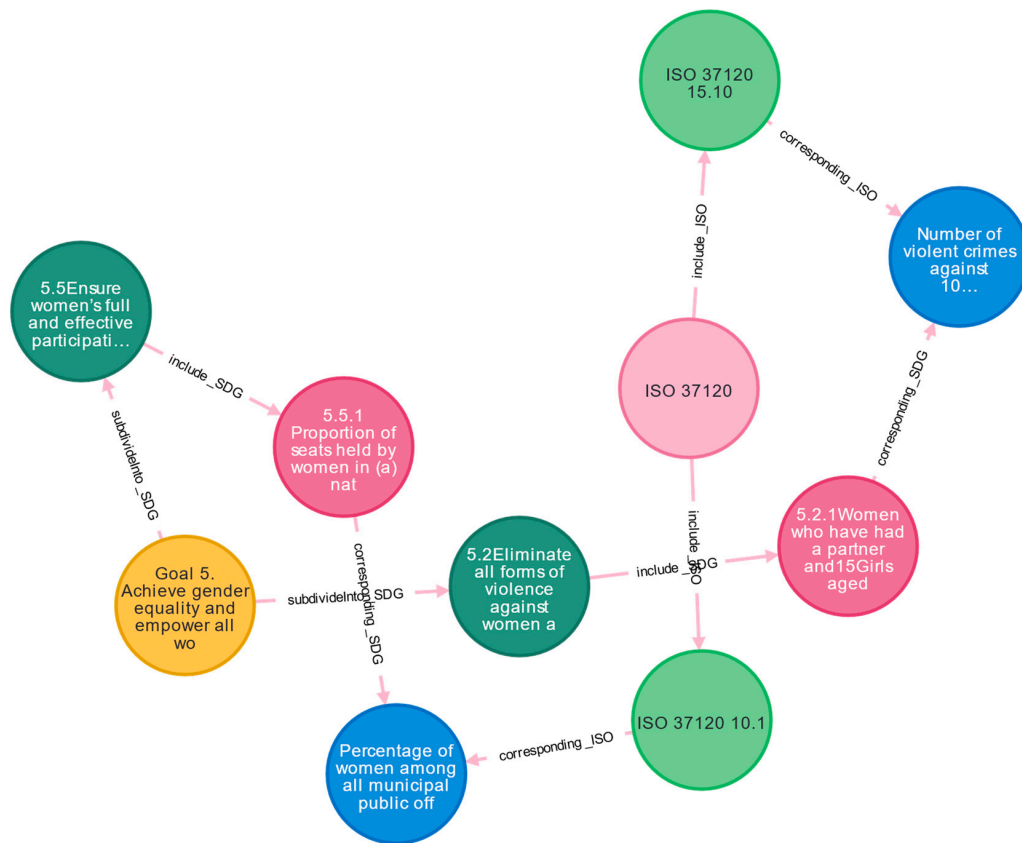 ISO 37120
15.10
corresponding_ISO
include_ISO
Number of
violent crimes
against
10...
5.5Ensure
women's full
and effective
participati...
include_SDG
corresponding_SDG
ISO 37120
subdivideInto_SDG
5.5.1
Proportion of
seats held by
women in (a)
nat
5.2.1Women
who have had
a partner
and15Girls
aged
include_ISO
corresponding_SDG
5.2Eliminate
all forms of
violence
against
women a
include_SDG
Goal 5.
Achieve gender
equality and
empower all
wo
subdivideInto_SDG
ISO 37120 10.1
corresponding_ISO
Percentage of
women among
all municipal
public off